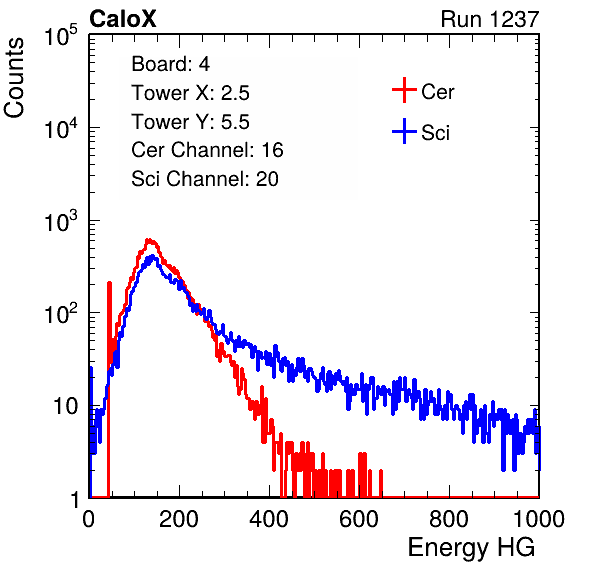 CaloX Run 1237
Counts
Board: 4
Tower X: 2.5
Tower Y: 5.5
Cer Channel: 16
Sci Channel: 20
Cer
Sci
10^5
10^4
10^3
10^2
10
1
0 200 400 600 800 1000
Energy HG